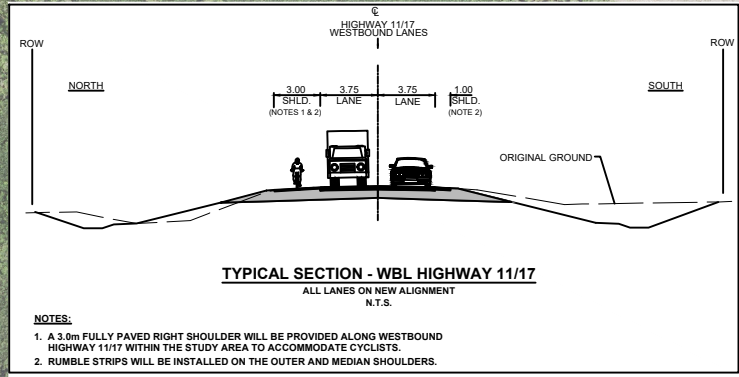 ℄
HIGHWAY 11/17
WESTBOUND LANES
ROW
ROW
NORTH
SOUTH
3.00 3.75 3.75 1.00
SHLD. LANE LANE SHLD.
(NOTES 1 & 2) (NOTE 2)
ORIGINAL GROUND
TYPICAL SECTION - WBL HIGHWAY 11/17
ALL LANES ON NEW ALIGNMENT
N.T.S.
NOTES:
1. A 3.0m FULLY PAVED RIGHT SHOULDER WILL BE PROVIDED ALONG WESTBOUND
HIGHWAY 11/17 WITHIN THE STUDY AREA TO ACCOMMODATE CYCLISTS.
2. RUMBLE STRIPS WILL BE INSTALLED ON THE OUTER AND MEDIAN SHOULDERS.